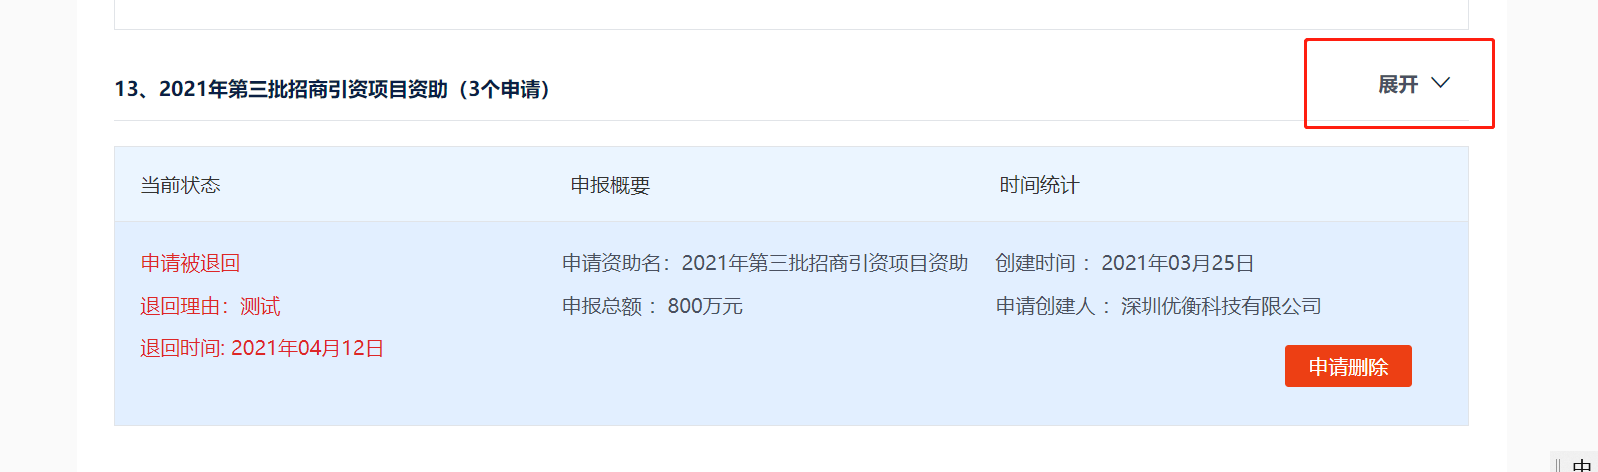 13、2021年第三批招商引资项目资助（3个申请）
展开
当前状态
申报概要
时间统计
申请被退回
申请资助名：2021年第三批招商引资项目资助
创建时间 ：2021年03月25日
退回理由：测试
申报总额 ：800万元
申请创建人 ：深圳优衡科技有限公司
退回时间: 2021年04月12日
申请删除
中